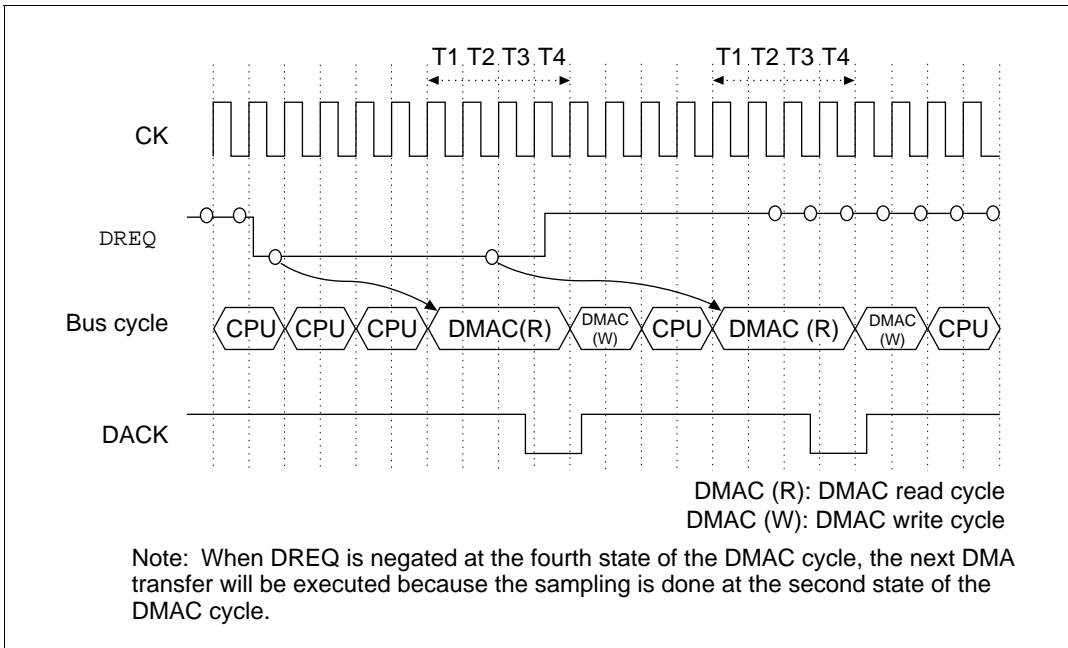 T1 T2 T3 T4 T1 T2 T3 T4
CK
DREQ
Bus cycle CPU CPU CPU DMAC(R) DMAC (W) CPU DMAC (R) DMAC (W) CPU
DACK
DMAC (R): DMAC read cycle
DMAC (W): DMAC write cycle
Note: When DREQ is negated at the fourth state of the DMAC cycle, the next DMA
transfer will be executed because the sampling is done at the second state of the
DMAC cycle.